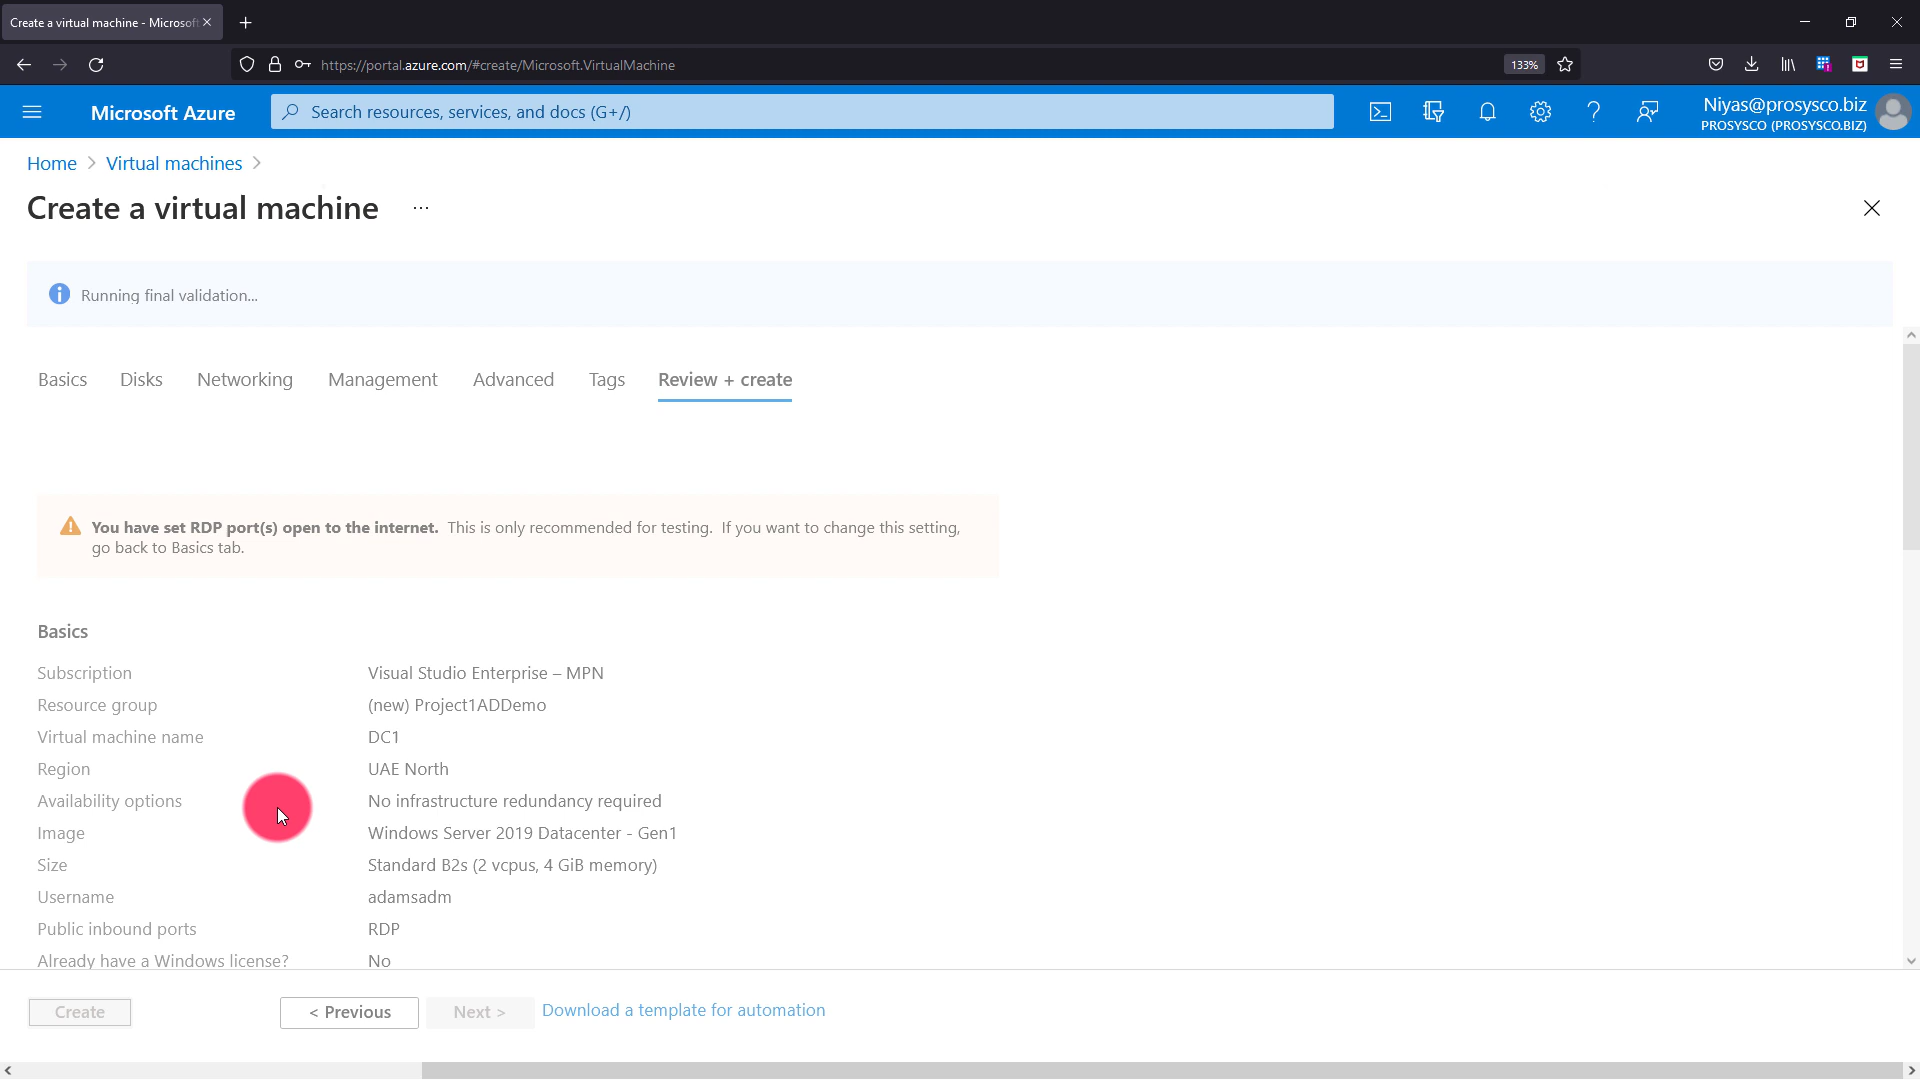 Create a virtual machine - Microsoft
https://portal.azure.com/#create/Microsoft.VirtualMachine
133%
Microsoft Azure
Search resources, services, and docs (G+/)
Niyas@prosysco.biz
PROSYSCO (PROSYSCO.BIZ)
Home > Virtual machines >
Create a virtual machine ...
Running final validation...
Basics Disks Networking Management Advanced Tags Review + create
You have set RDP port(s) open to the internet. This is only recommended for testing. If you want to change this setting,
go back to Basics tab.
Basics
Subscription Visual Studio Enterprise – MPN
Resource group (new) Project1ADDemo
Virtual machine name DC1
Region UAE North
Availability options No infrastructure redundancy required
Image Windows Server 2019 Datacenter - Gen1
Size Standard B2s (2 vcpus, 4 GiB memory)
Username adamsadm
Public inbound ports RDP
Already have a Windows license? No
Create < Previous Next > Download a template for automation